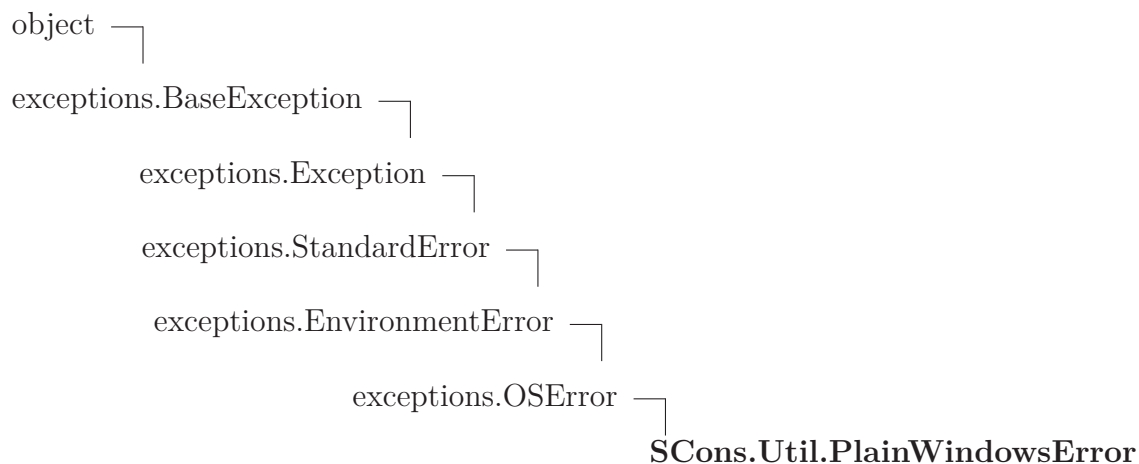 object
exceptions.BaseException
exceptions.Exception
exceptions.StandardError
exceptions.EnvironmentError
exceptions.OSError
SCons.Util.PlainWindowsError